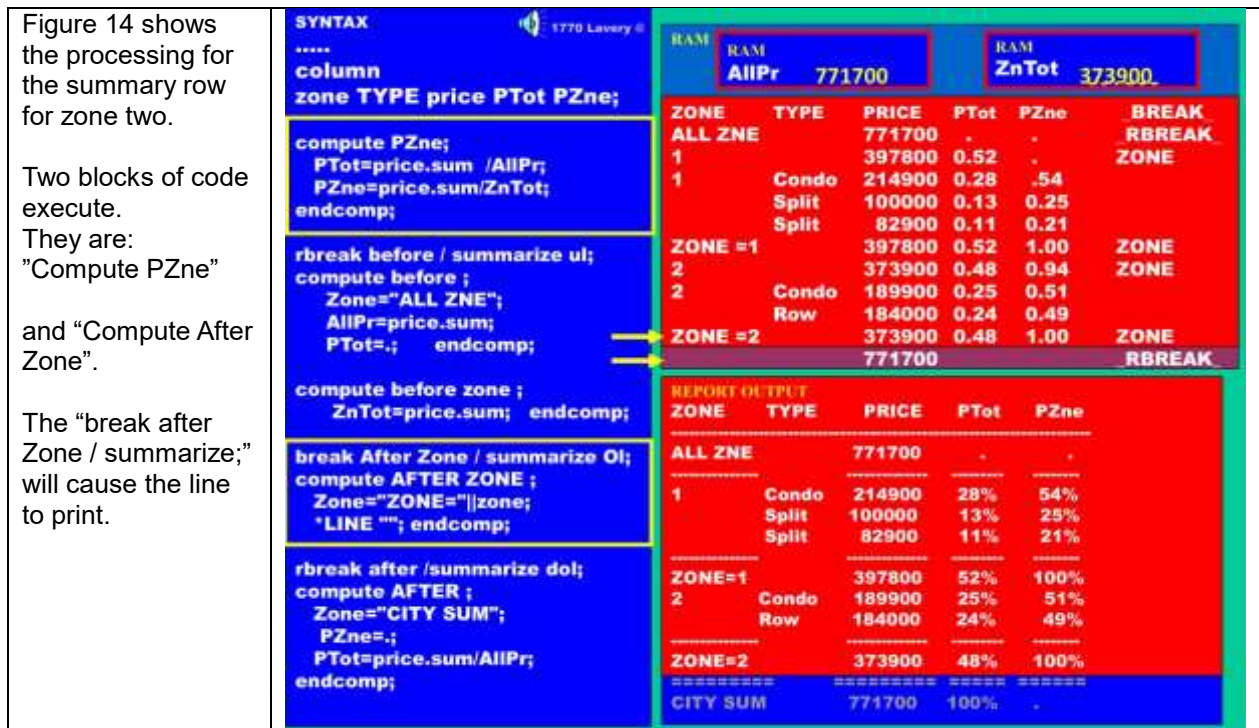 Figure 14 shows
the processing for
the summary row
for zone two.
Two blocks of code
execute.
They are:
”Compute PZne”
and “Compute After
Zone”.
The “break after
Zone / summarize;”
will cause the line
to print.
SYNTAX 1770 Lavery ©
.....
column
zone TYPE price PTot PZne;
compute PZne;
PTot=price.sum /AllPr;
PZne=price.sum/ZnTot;
endcomp;
rbreak before / summarize ul;
compute before ;
Zone="ALL ZNE";
AllPr=price.sum;
PTot=.; endcomp;
compute before zone ;
ZnTot=price.sum; endcomp;
break After Zone / summarize Ol;
compute AFTER ZONE ;
Zone="ZONE="||zone;
*LINE ""; endcomp;
rbreak after /summarize dol;
compute AFTER ;
Zone="CITY SUM";
PZne=.;
PTot=price.sum/AllPr;
endcomp;
RAM
RAM
AllPr 771700
RAM
ZnTot 373900
ZONE TYPE PRICE PTot PZne _BREAK_
ALL ZNE 771700 . . _RBREAK_
1 397800 0.52 . ZONE
1 Condo 214900 0.28 .54
Split 100000 0.13 0.25
Split 82900 0.11 0.21
ZONE =1 397800 0.52 1.00 ZONE
2 373900 0.48 0.94 ZONE
2 Condo 189900 0.25 0.51
Row 184000 0.24 0.49
ZONE =2 373900 0.48 1.00 ZONE
771700 _RBREAK_
REPORT OUTPUT
ZONE TYPE PRICE PTot PZne
ALL ZNE 771700 . .
1 Condo 214900 28% 54%
Split 100000 13% 25%
Split 82900 11% 21%
ZONE=1 397800 52% 100%
2 Condo 189900 25% 51%
Row 184000 24% 49%
ZONE=2 373900 48% 100%
========= ========= ===== ======
CITY SUM 771700 100% .